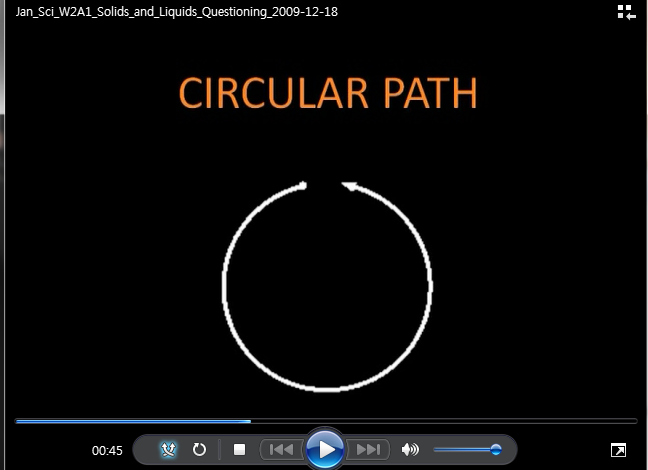 Jan_Sci_W2A1_Solids_and_Liquids_Questioning_2009-12-18
CIRCULAR PATH
00:45